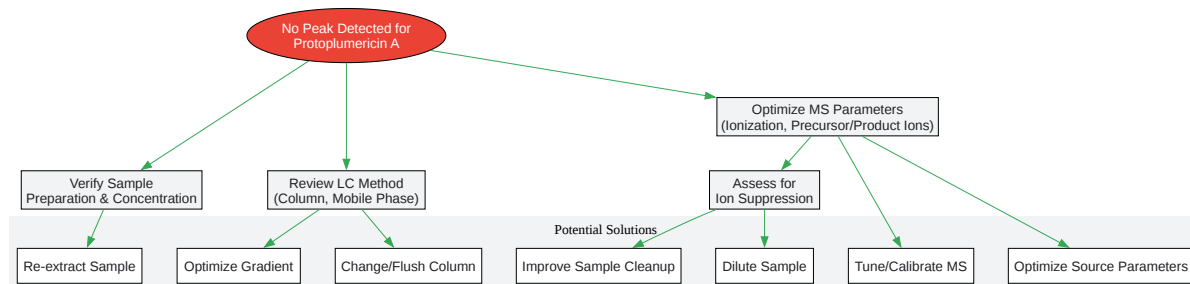 No Peak Detected for
Protoplumericin A
Optimize MS Parameters
(Ionization, Precursor/Product Ions)
Verify Sample
Preparation & Concentration
Review LC Method
(Column, Mobile Phase)
Assess for
Ion Suppression
Potential Solutions
Re-extract Sample
Optimize Gradient
Change/Flush Column
Improve Sample Cleanup
Dilute Sample
Tune/Calibrate MS
Optimize Source Parameters